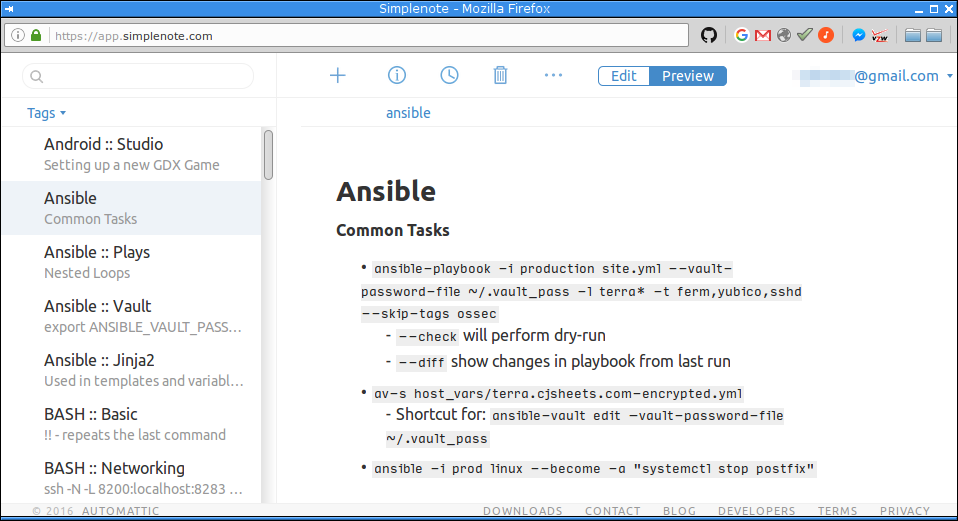 Simplenote - Mozilla Firefox
https://app.simplenote.com
Edit Preview
@gmail.com
Tags
ansible
Android :: Studio
Setting up a new GDX Game
Ansible
Common Tasks
Ansible :: Plays
Nested Loops
Ansible :: Vault
export ANSIBLE_VAULT_PASS...
Ansible :: Jinja2
Used in templates and variabl...
BASH :: Basic
!! - repeats the last command
BASH :: Networking
ssh -N -L 8200:localhost:8283 ...
Ansible
Common Tasks
• ansible-playbook -i production site.yml --vault-
password-file ~/.vault_pass -l terra* -t ferm,yubico,sshd
--skip-tags ossec
- --check will perform dry-run
- --diff show changes in playbook from last run
• av-s host_vars/terra.cjsheets.com-encrypted.yml
- Shortcut for: ansible-vault edit —vault-password-file
~/.vault_pass
• ansible -i prod linux --become -a "systemctl stop postfix"
© 2016 AUTOMATTIC
DOWNLOADS CONTACT BLOG DEVELOPERS TERMS PRIVACY